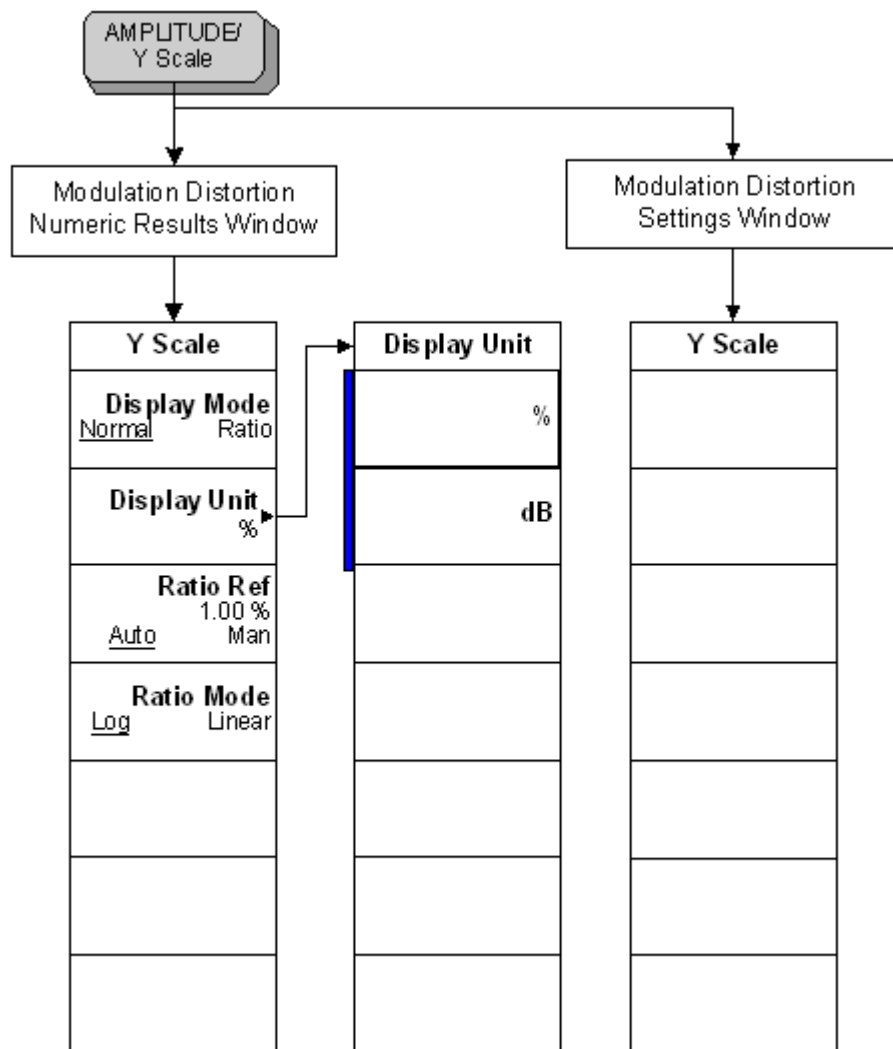 AMPLITUDE/
Y Scale
Modulation Distortion
Numeric Results Window
Modulation Distortion
Settings Window
Y Scale
Display Mode
Normal Ratio
Display Unit
%
Ratio Ref
1.00 %
Auto Man
Ratio Mode
Log Linear
Display Unit
%
dB
Y Scale